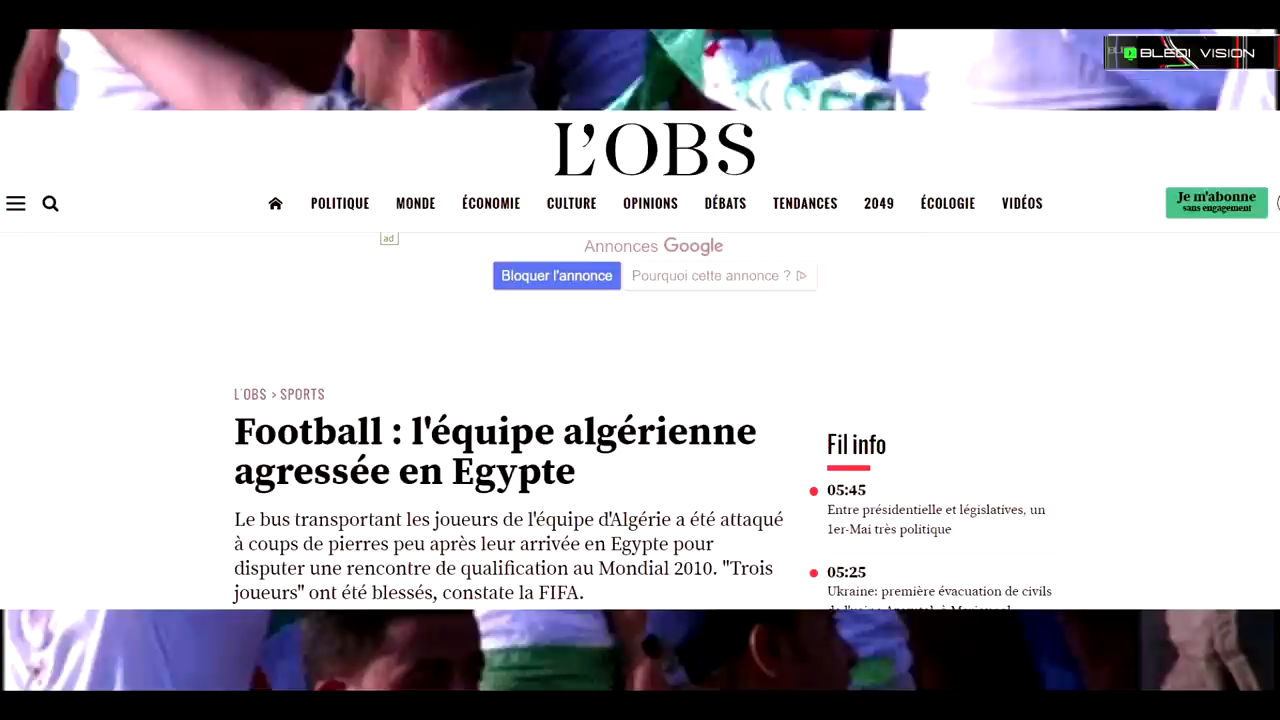 BLEDI VISION
L'OBS
POLITIQUE MONDE ÉCONOMIE CULTURE OPINIONS DÉBATS TENDANCES 2049 ÉCOLOGIE VIDÉOS
Je m'abonne
sans engagement
ad
Annonces Google
Bloquer l'annonce Pourquoi cette annonce ?
L'OBS > SPORTS
Football : l'équipe algérienne
agressée en Egypte
Le bus transportant les joueurs de l'équipe d'Algérie a été attaqué
à coups de pierres peu après leur arrivée en Egypte pour
disputer une rencontre de qualification au Mondial 2010. "Trois
joueurs" ont été blessés, constate la FIFA.
Fil info
05:45
Entre présidentielle et législatives, un
1er-Mai très politique
05:25
Ukraine: première évacuation de civils